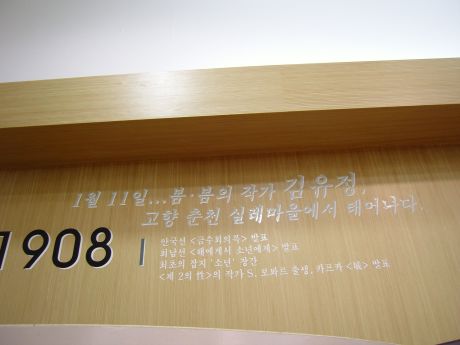 1월 11일...봄·봄의 작가 김유정,
고향 춘천 실레마을에서 태어나다.
1908
안국선 <금수회의록> 발표
최남선 <해에게서 소년에게> 발표
최초의 잡지 '소년' 창간
<제 2의 性>의 작가 S. 보봐르 출생, 카프카 <城> 발표